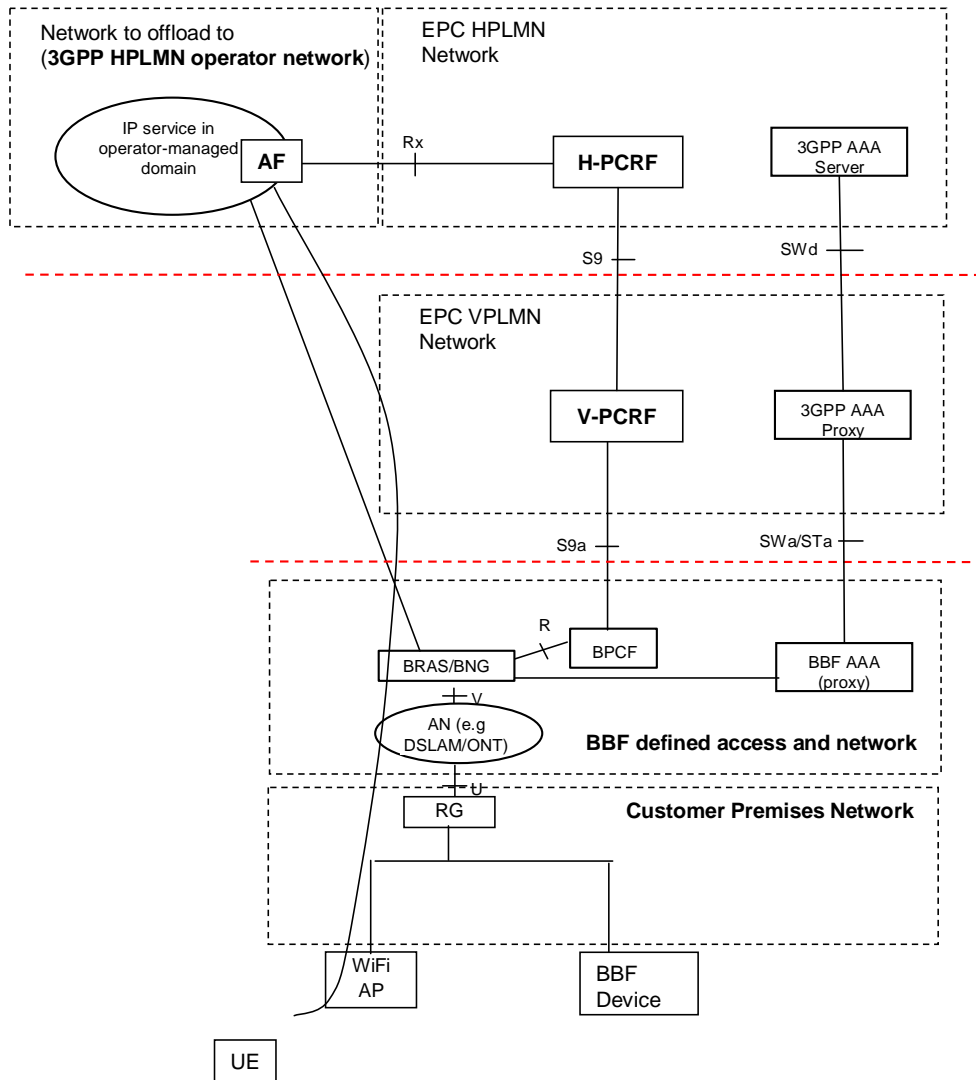 Network to offload to
(3GPP HPLMN operator network)
EPC HPLMN
Network
IP service in
operator-managed
domain
AF
Rx
H-PCRF
3GPP AAA
Server
S9
SWd
EPC VPLMN
Network
V-PCRF
3GPP AAA
Proxy
S9a
SWa/STa
R
BPCF
BRAS/BNG
BBF AAA
(proxy)
V
AN (e.g
DSLAM/ONT)
BBF defined access and network
U
RG
Customer Premises Network
WiFi
AP
BBF
Device
UE